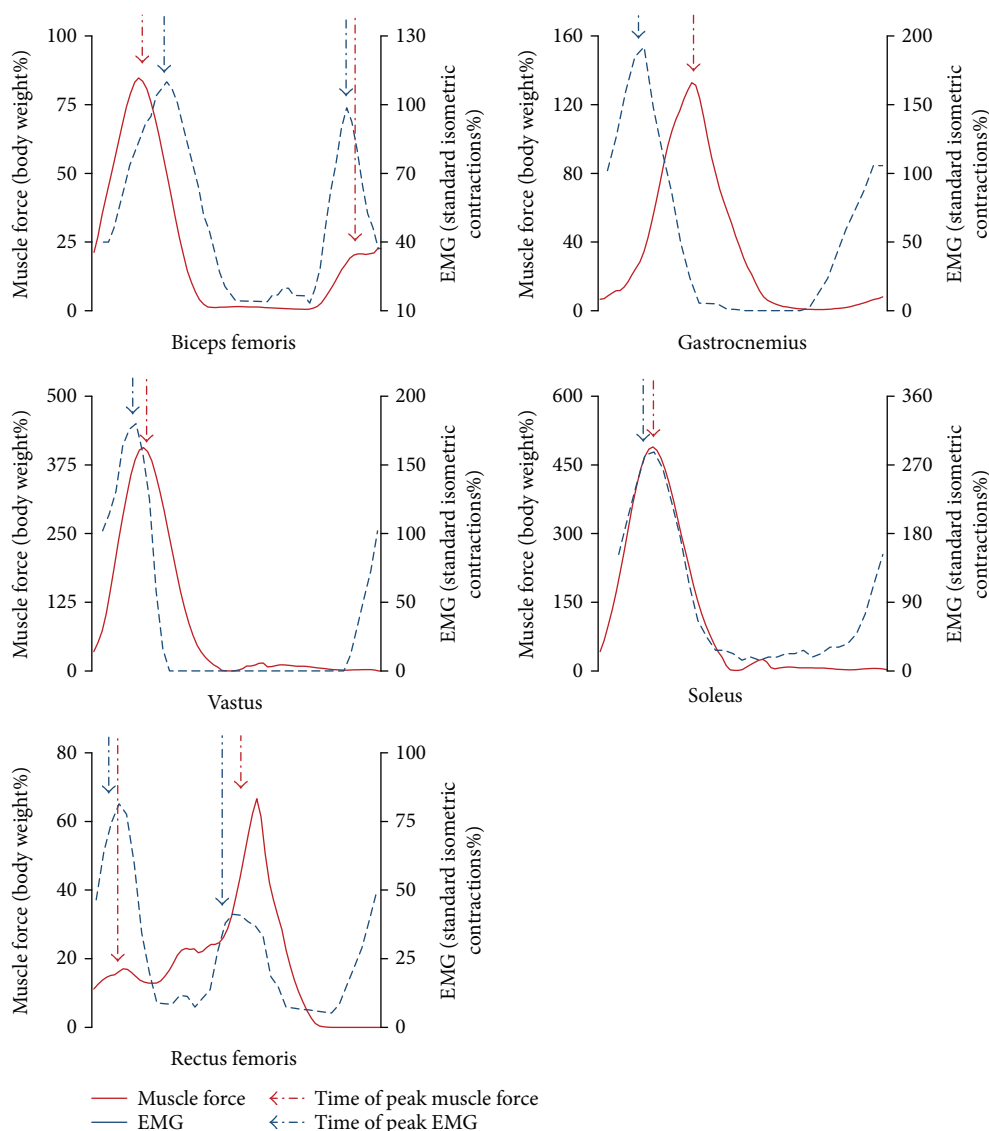 Muscle force (body weight%)
100
75
50
25
0
130
100
70
40
10
EMG (standard isometric
contractions%)
Biceps femoris
Muscle force (body weight%)
160
120
80
40
0
200
150
100
50
0
EMG (standard isometric
contractions%)
Gastrocnemius
Muscle force (body weight%)
500
375
250
125
0
200
150
100
50
0
EMG (standard isometric
contractions%)
Vastus
Muscle force (body weight%)
600
450
300
150
0
360
270
180
90
0
EMG (standard isometric
contractions%)
Soleus
Muscle force (body weight%)
80
60
40
20
0
100
75
50
25
0
EMG (standard isometric
contractions%)
Rectus femoris
Muscle force
EMG
Time of peak muscle force
Time of peak EMG